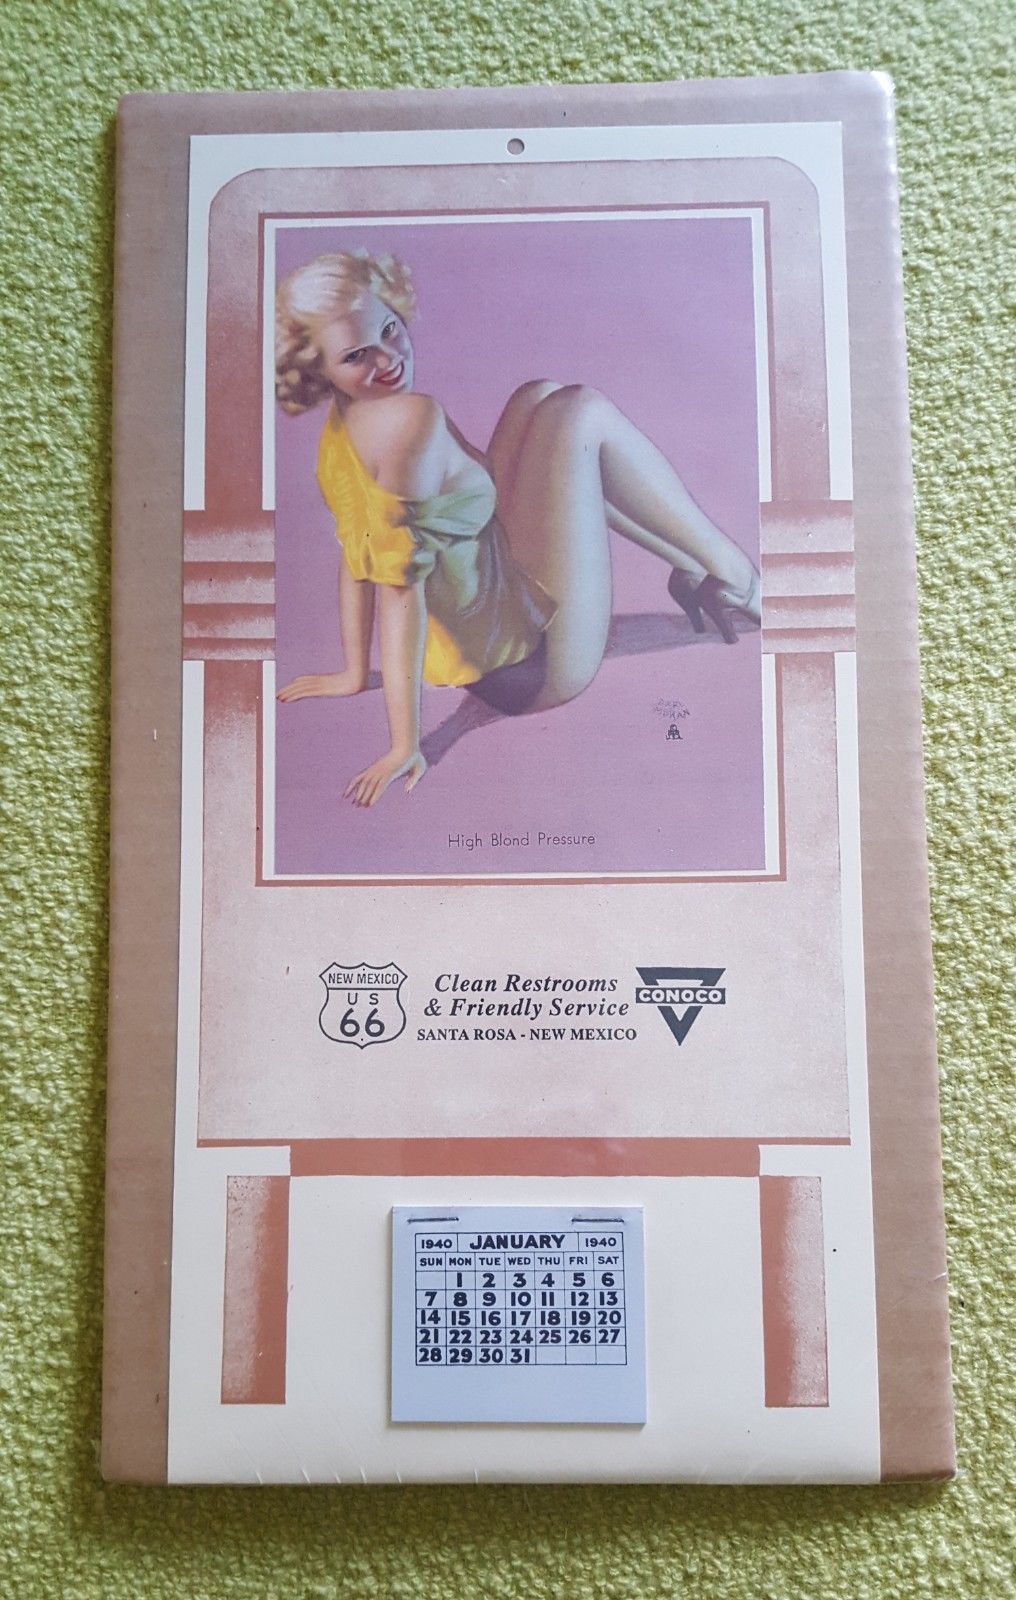 High Blond Pressure
NEW MEXICO
U S
66
Clean Restrooms
& Friendly Service
SANTA ROSA - NEW MEXICO
CONOCO
1940 JANUARY 1940
SUN MON TUE WED THU FRI SAT
1 2 3 4 5 6
7 8 9 10 11 12 13
14 15 16 17 18 19 20
21 22 23 24 25 26 27
28 29 30 31